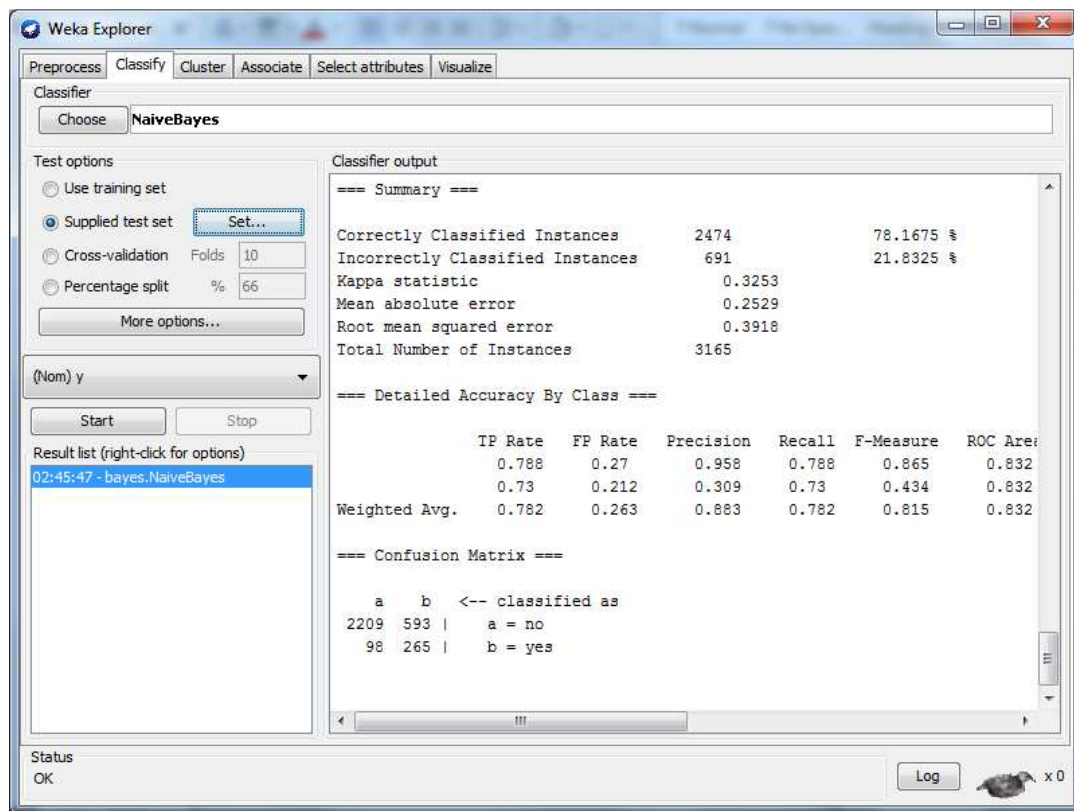 Weka Explorer
Preprocess Classify Cluster Associate Select attributes Visualize
Classifier
Choose NaiveBayes
Test options
Use training set
Supplied test set Set...
Cross-validation Folds 10
Percentage split % 66
More options...
(Nom) y
Start Stop
Result list (right-click for options)
02:45:47 - bayes.NaiveBayes
Classifier output
=== Summary ===
Correctly Classified Instances 2474 78.1675 %
Incorrectly Classified Instances 691 21.8325 %
Kappa statistic 0.3253
Mean absolute error 0.2529
Root mean squared error 0.3918
Total Number of Instances 3165
=== Detailed Accuracy By Class ===
TP Rate FP Rate Precision Recall F-Measure ROC Area
0.788 0.27 0.958 0.788 0.865 0.832
0.73 0.212 0.309 0.73 0.434 0.832
Weighted Avg. 0.782 0.263 0.883 0.782 0.815 0.832
=== Confusion Matrix ===
a b <-- classified as
2209 593 | a = no
98 265 | b = yes
Status
OK
Log x 0